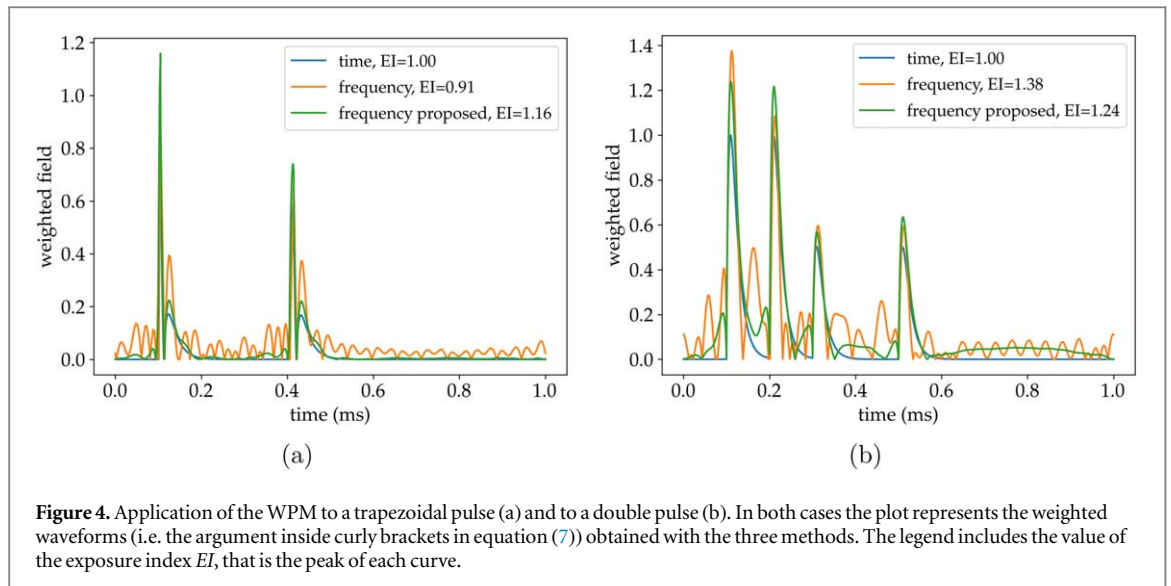 1.2
1.0
0.8
0.6
0.4
0.2
0.0
weighted field
time, EI=1.00
frequency, EI=0.91
frequency proposed, EI=1.16
0.0 0.2 0.4 0.6 0.8 1.0
time (ms)
(a)
1.4
1.2
1.0
0.8
0.6
0.4
0.2
0.0
weighted field
time, EI=1.00
frequency, EI=1.38
frequency proposed, EI=1.24
0.0 0.2 0.4 0.6 0.8 1.0
time (ms)
(b)
Figure 4. Application of the WPM to a trapezoidal pulse (a) and to a double pulse (b). In both cases the plot represents the weighted
waveforms (i.e. the argument inside curly brackets in equation (7)) obtained with the three methods. The legend includes the value of
the exposure index EI, that is the peak of each curve.